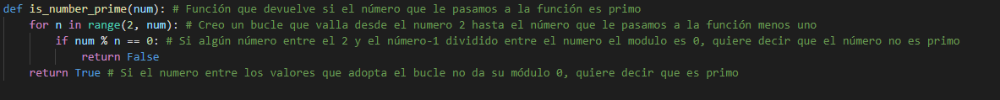 def is_number_prime(num): # Función que devuelve si el número que le pasamos a la función es primo
    for n in range(2, num): # Creo un bucle que valla desde el numero 2 hasta el número que le pasamos a la función menos uno
        if num % n == 0: # Si algún número entre el 2 y el número-1 dividido entre el numero el modulo es 0, quiere decir que el número no es primo
            return False
    return True # Si el numero entre los valores que adopta el bucle no da su módulo 0, quiere decir que es primo